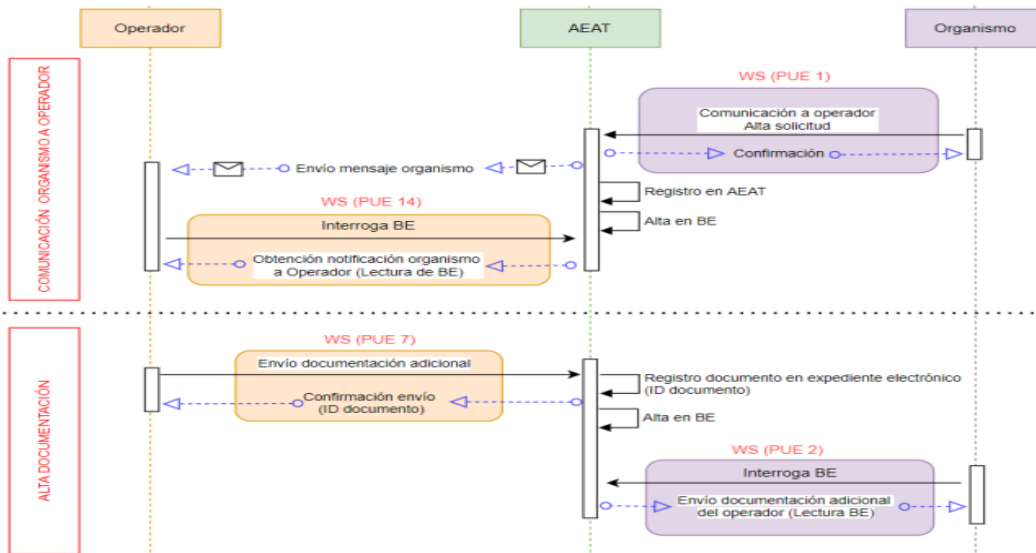 Operador
AEAT
Organismo
COMUNICACIÓN ORGANISMO A OPERADOR
WS (PUE 1)
Comunicación a operador
Alta solicitud
Confirmación
Envío mensaje organismo
Registro en AEAT
Alta en BE
WS (PUE 14)
Interroga BE
Obtención notificación organismo
a Operador (Lectura de BE)
ALTA DOCUMENTACIÓN
WS (PUE 7)
Envío documentación adicional
Confirmación envío
(ID documento)
Registro documento en expediente electrónico
(ID documento)
Alta en BE
WS (PUE 2)
Interroga BE
Envío documentación adicional
del operador (Lectura BE)